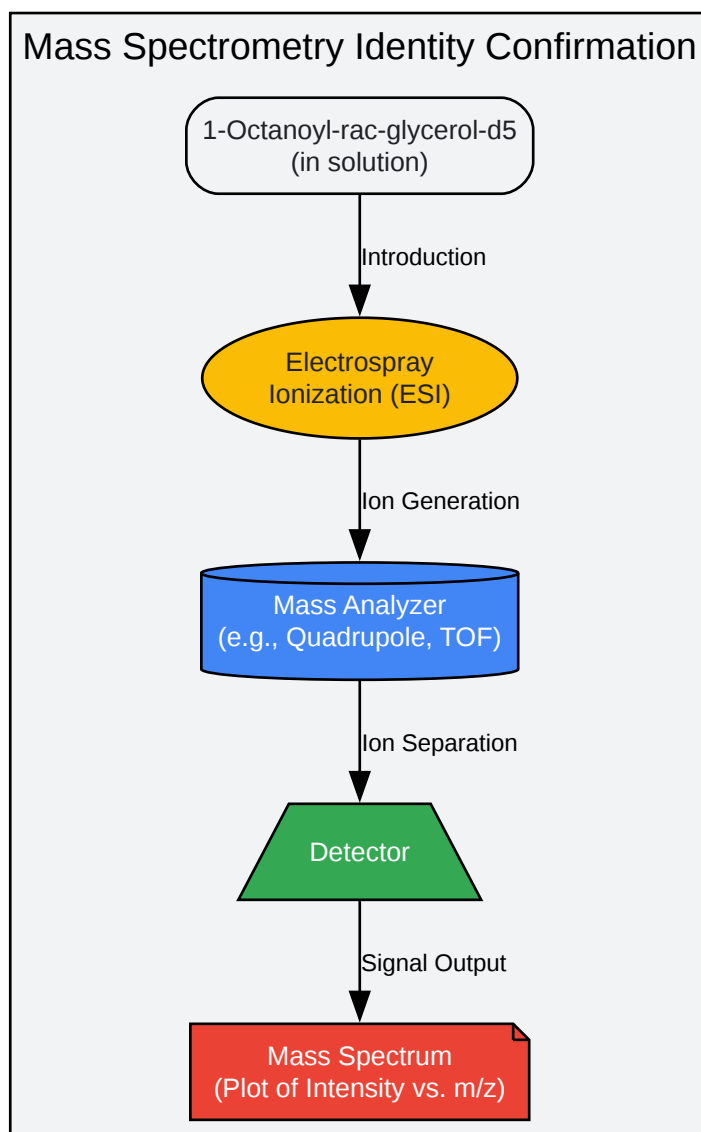 Mass Spectrometry Identity Confirmation
1-Octanoyl-rac-glycerol-d5
(in solution)
Introduction
Electrospray
Ionization (ESI)
Ion Generation
Mass Analyzer
(e.g., Quadrupole, TOF)
Ion Separation
Detector
Signal Output
Mass Spectrum
(Plot of Intensity vs. m/z)